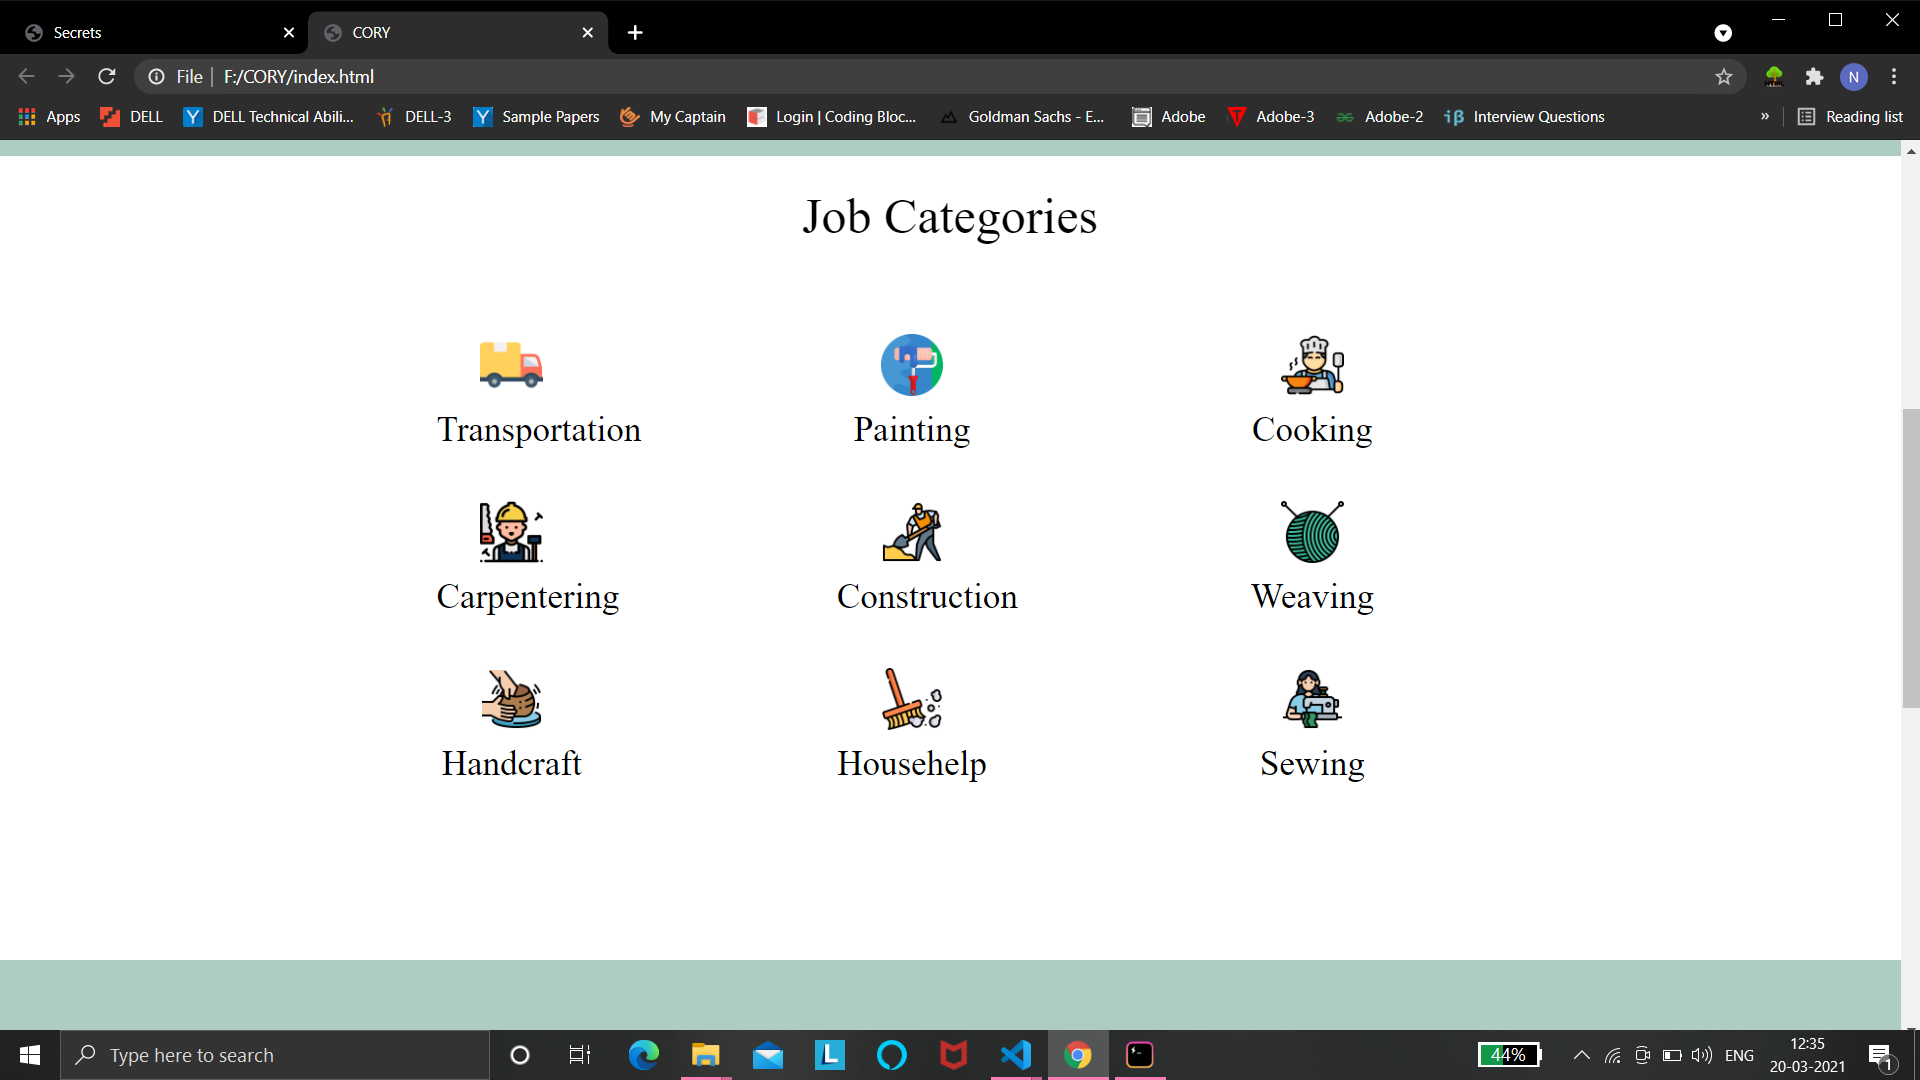 Secrets
CORY
File | F:/CORY/index.html
N
Apps DELL DELL Technical Abili... DELL-3 Sample Papers My Captain Login | Coding Bloc... Goldman Sachs - E... Adobe Adobe-3 Adobe-2 Interview Questions » Reading list
Job Categories
Transportation Painting Cooking
Carpentering Construction Weaving
Handcraft Househelp Sewing
Type here to search
44% ENG
12:35
20-03-2021
1